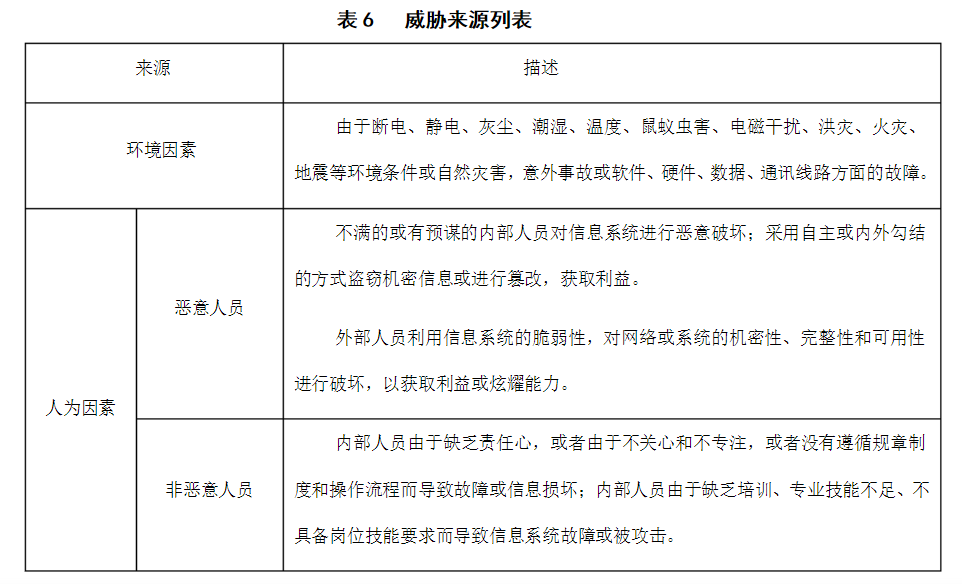 表 6 威胁来源列表
来源 描述
环境因素
由于断电、静电、灰尘、潮湿、温度、鼠蚁虫害、电磁干扰、洪灾、火灾、
地震等环境条件或自然灾害，意外事故或软件、硬件、数据、通讯线路方面的故障。
人为因素
恶意人员
不满的或有预谋的内部人员对信息系统进行恶意破坏；采用自主或内外勾结
的方式盗窃机密信息或进行篡改，获取利益。
外部人员利用信息系统的脆弱性，对网络或系统的机密性、完整性和可用性
进行破坏，以获取利益或炫耀能力。
非恶意人员
内部人员由于缺乏责任心，或者由于不关心和不专注，或者没有遵循规章制
度和操作流程而导致故障或信息损坏；内部人员由于缺乏培训、专业技能不足、不
具备岗位技能要求而导致信息系统故障或被攻击。